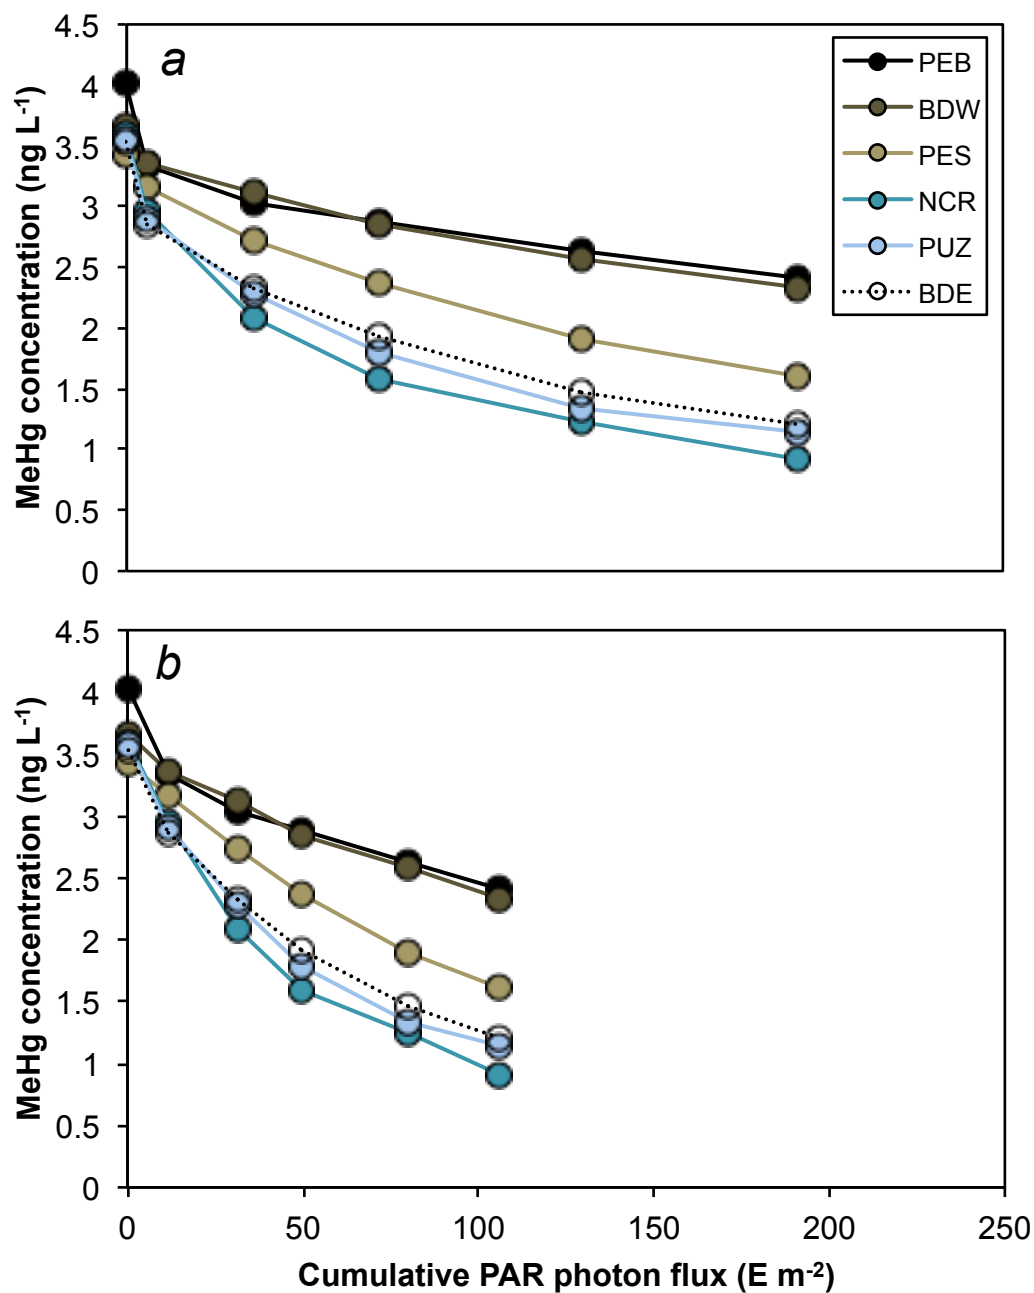 4.5
4
3.5
3
2.5
2
1.5
1
0.5
0
MeHg concentration (ng L-1)
a
PEB
BDW
PES
NCR
PUZ
BDE
4.5
4
3.5
3
2.5
2
1.5
1
0.5
0
MeHg concentration (ng L-1)
b
0 50 100 150 200 250
Cumulative PAR photon flux (E m-2)